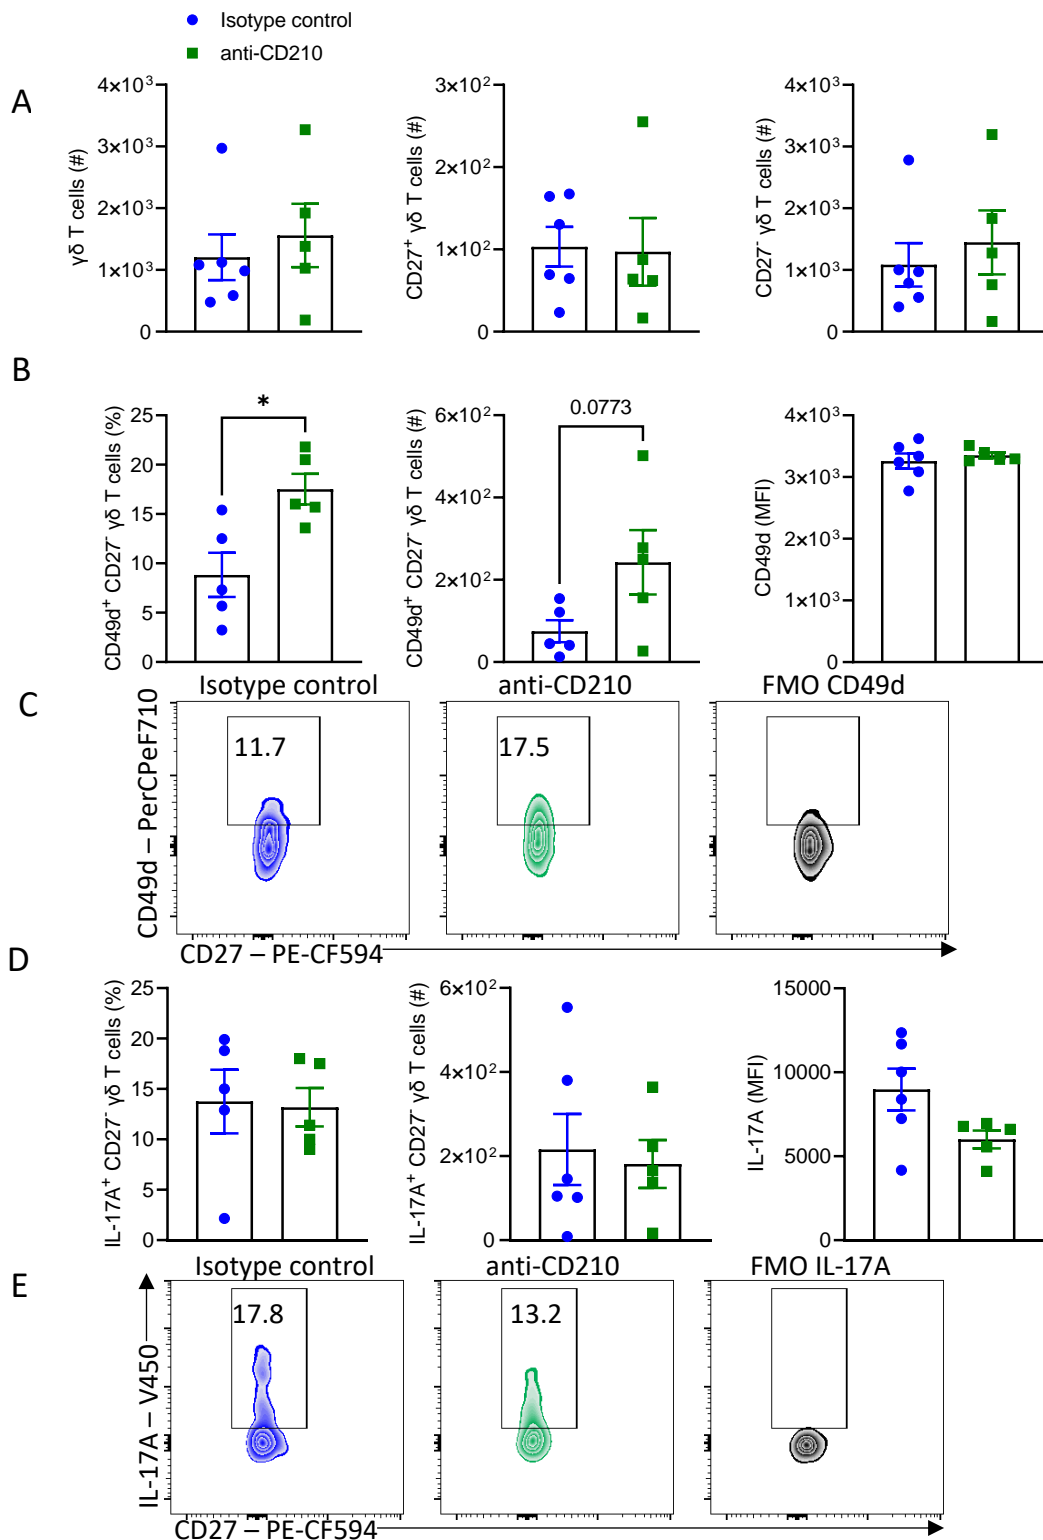 Isotype control
anti-CD210
A
γδ T cells (#)
4×10³
3×10³
2×10³
1×10³
0
CD27⁺ γδ T cells (#)
3×10²
2×10²
1×10²
0
CD27⁻ γδ T cells (#)
4×10³
3×10³
2×10³
1×10³
0
B
CD49d⁺ CD27⁻ γδ T cells (%)
25
20
15
10
5
0
*
CD49d⁺ CD27⁻ γδ T cells (#)
6×10²
4×10²
2×10²
0
0.0773
CD49d (MFI)
4×10³
3×10³
2×10³
1×10³
0
C
Isotype control
anti-CD210
FMO CD49d
CD49d – PerCPeF710
11.7
17.5
CD27 – PE-CF594
D
IL-17A⁺ CD27⁻ γδ T cells (%)
25
20
15
10
5
0
IL-17A⁺ CD27⁻ γδ T cells (#)
6×10²
4×10²
2×10²
0
IL-17A (MFI)
15000
10000
5000
0
E
Isotype control
anti-CD210
FMO IL-17A
IL-17A – V450
17.8
13.2
CD27 – PE-CF594